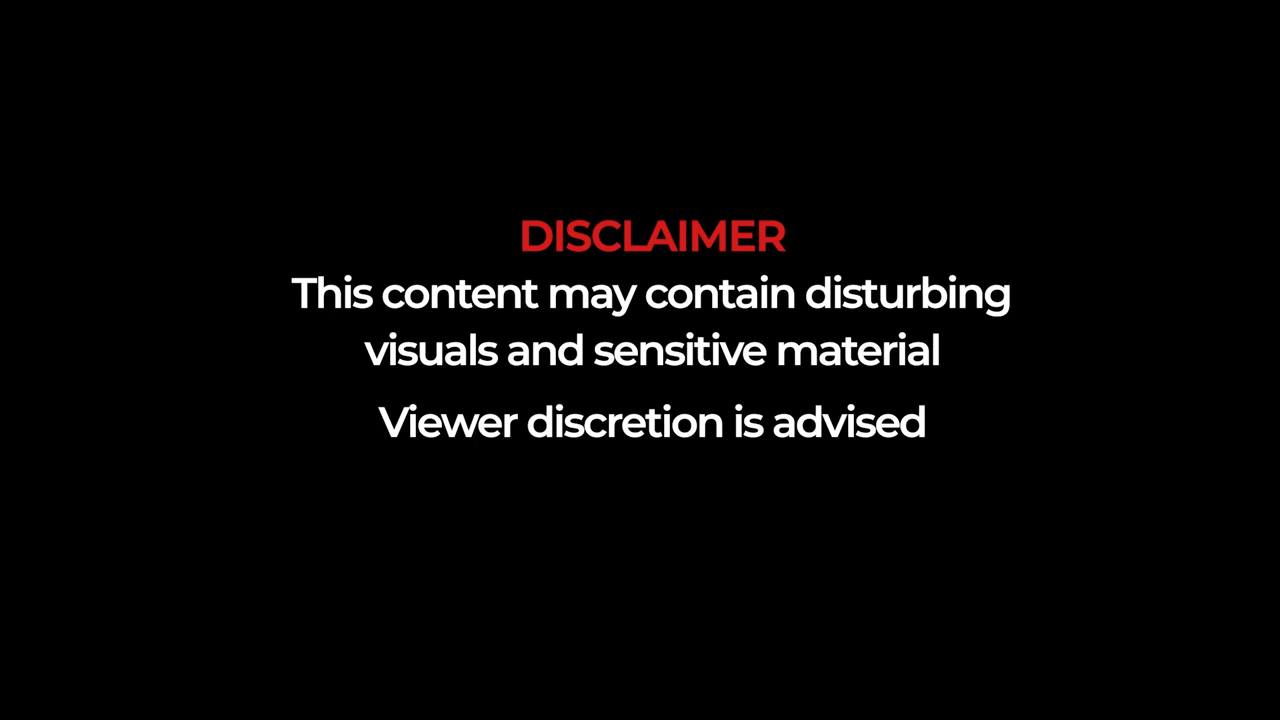 DISCLAIMER
This content may contain disturbing
visuals and sensitive material
Viewer discretion is advised